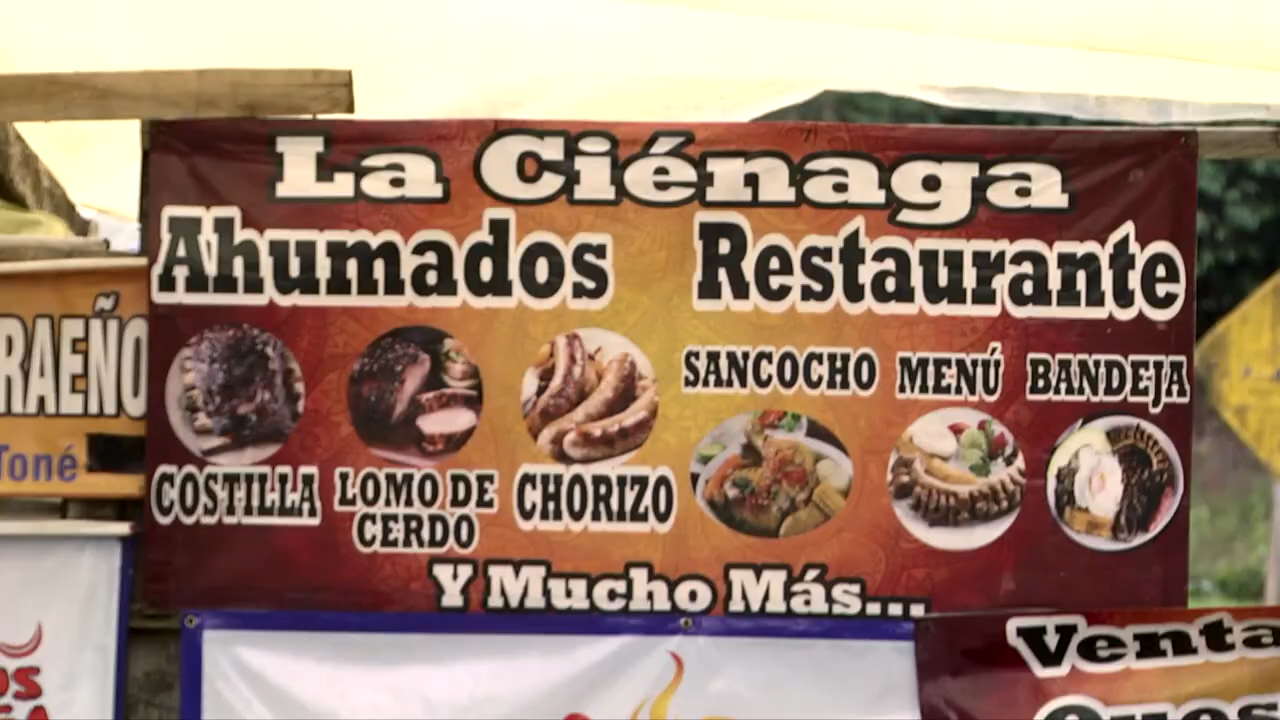 La Ciénaga
Ahumados Restaurante
SANCOCHO MENÚ BANDEJA
COSTILLA LOMO DE CERDO CHORIZO
Y Mucho Más...
RAEÑO
Toné
Venta